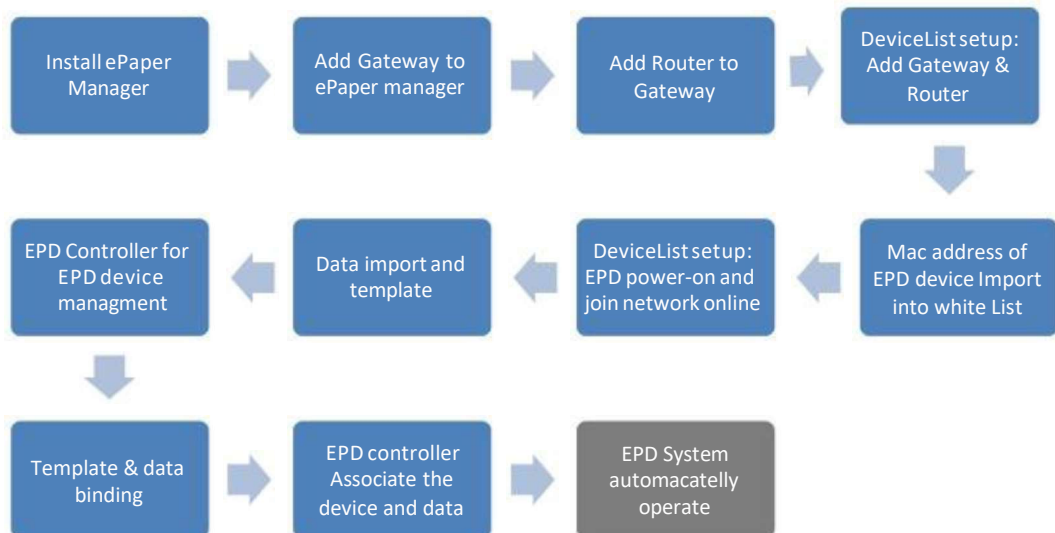 Install ePaper
Manager
Add Gateway to
ePaper manager
Add Router to
Gateway
DeviceList setup:
Add Gateway &
Router
Mac address of
EPD device Import
into white List
DeviceList setup:
EPD power-on and
join network online
Data import and
template
EPD Controller for
EPD device
managment
Template & data
binding
EPD controller
Associate the
device and data
EPD System
automacatelly
operate